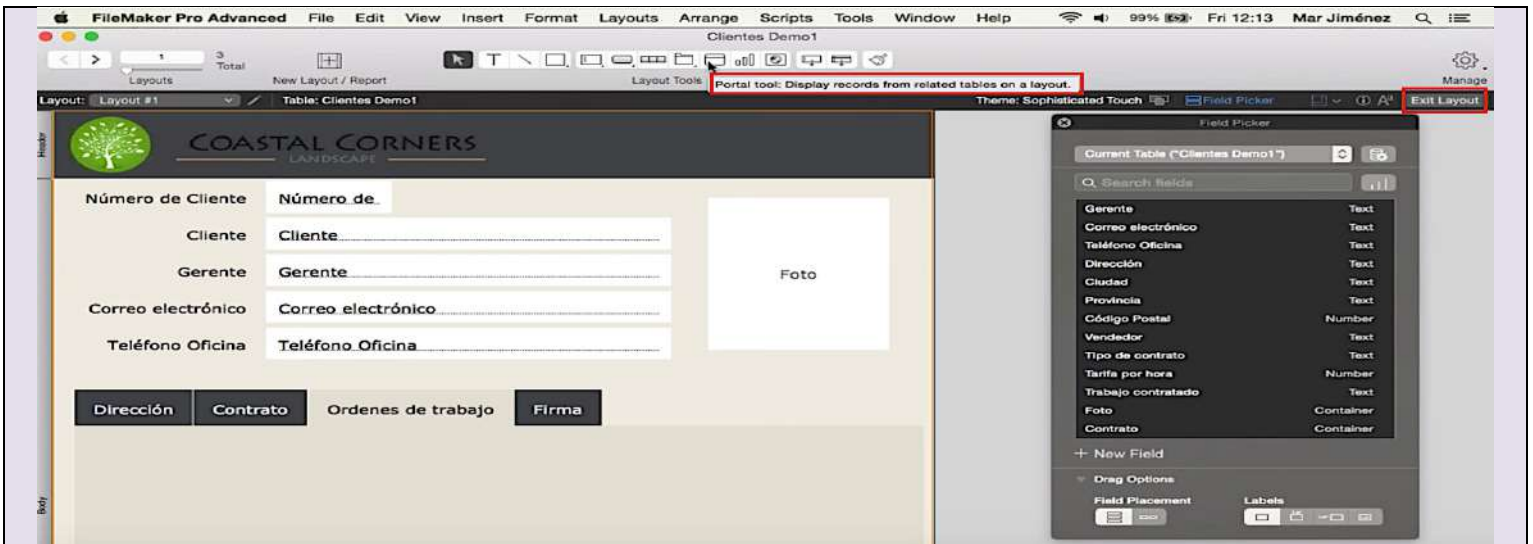 FileMaker Pro Advanced File Edit View Insert Format Layouts Arrange Scripts Tools Window Help 99% Fri 12:13 Mar Jiménez
Clientes Demo1
1
3
Total
Layouts
New Layout / Report
Layout Tools
Manage
Portal tool: Display records from related tables on a layout.
Layout: Layout #1 Table: Clientes Demo1 Theme: Sophisticated Touch Field Picker Exit Layout
Header
COASTAL CORNERS
LANDSCAPE
Número de Cliente Número de
Cliente Cliente
Gerente Gerente
Correo electrónico Correo electrónico
Teléfono Oficina Teléfono Oficina
Foto
Dirección Contrato Ordenes de trabajo Firma
Body
Field Picker
Current Table ("Clientes Demo1")
Search fields
Gerente Text
Correo electrónico Text
Teléfono Oficina Text
Dirección Text
Ciudad Text
Provincia Text
Código Postal Number
Vendedor Text
Tipo de contrato Text
Tarifa por hora Number
Trabajo contratado Text
Foto Container
Contrato Container
+ New Field
Drag Options
Field Placement Labels